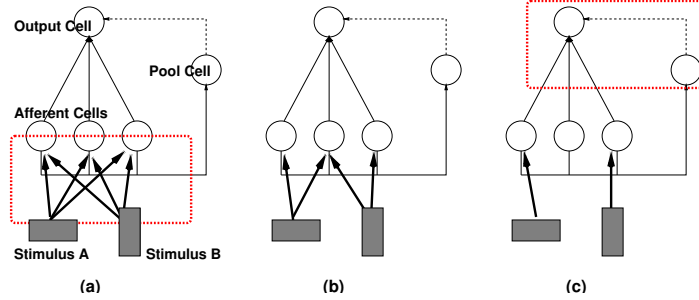 Output Cell
Pool Cell
Afferent Cells
Stimulus A Stimulus B
(a) (b) (c)